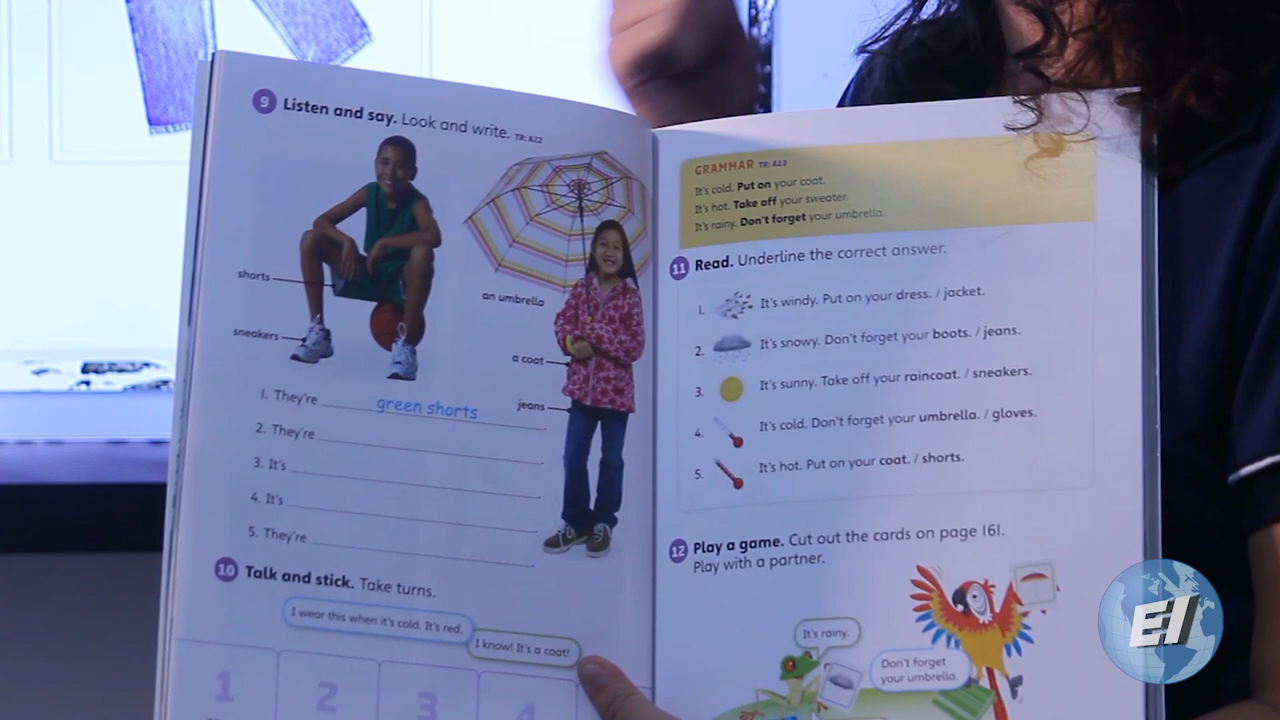 9 Listen and say. Look and write. TR: A22
shorts
sneakers
an umbrella
a coat
jeans
1. They're green shorts
2. They're
3. It's
4. It's
5. They're
10 Talk and stick. Take turns.
I wear this when it's cold. It's red.
I know! It's a coat!
1 2 3 4
GRAMMAR TR: A23
It's cold. Put on your coat.
It's hot. Take off your sweater.
It's rainy. Don't forget your umbrella.
11 Read. Underline the correct answer.
1. It's windy. Put on your dress. / jacket.
2. It's snowy. Don't forget your boots. / jeans.
3. It's sunny. Take off your raincoat. / sneakers.
4. It's cold. Don't forget your umbrella. / gloves.
5. It's hot. Put on your coat. / shorts.
12 Play a game. Cut out the cards on page 161.
Play with a partner.
It's rainy.
Don't forget
your umbrella.
EI